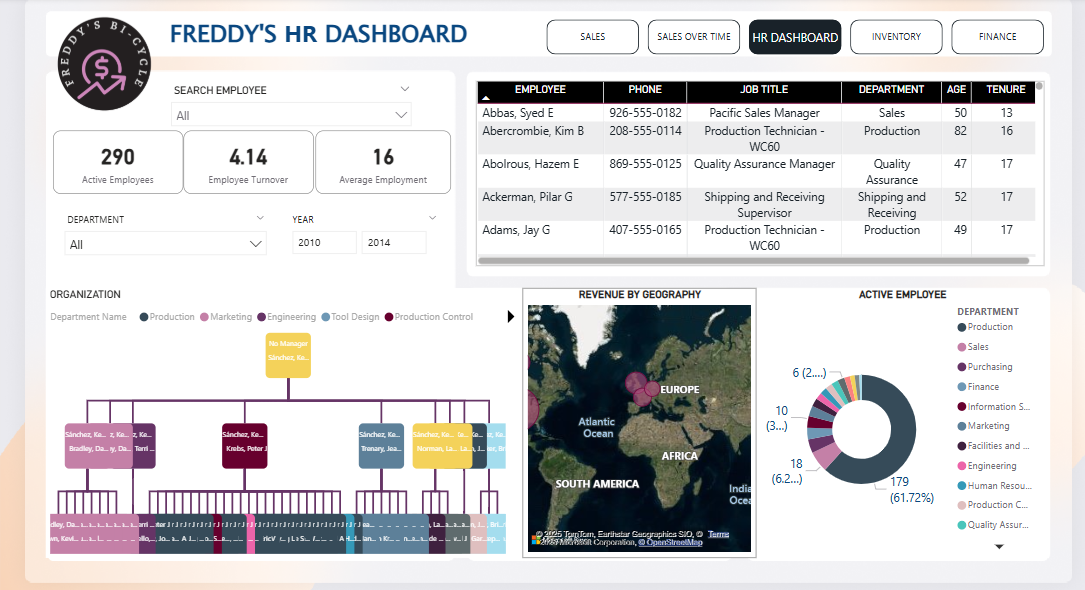 FREDDY'S BI-CYCLE
$
FREDDY'S HR DASHBOARD
SALES
SALES OVER TIME
HR DASHBOARD
INVENTORY
FINANCE
SEARCH EMPLOYEE
All
290
Active Employees
4.14
Employee Turnover
16
Average Employment
DEPARTMENT
All
YEAR
2010
2014
EMPLOYEE PHONE JOB TITLE DEPARTMENT AGE TENURE
Abbas, Syed E 926-555-0182 Pacific Sales Manager Sales 50 13
Abercrombie, Kim B 208-555-0114 Production Technician - Production 82 16
WC60
Abolrous, Hazem E 869-555-0125 Quality Assurance Manager Quality 47 17
Assurance
Ackerman, Pilar G 577-555-0185 Shipping and Receiving Shipping and 52 17
Supervisor Receiving
Adams, Jay G 407-555-0165 Production Technician - Production 49 17
WC60
ORGANIZATION
Department Name Production Marketing Engineering Tool Design Production Control
No Manager
Sánchez, Ke...
Sánchez, Ke...
Bradley, Da...
Terri ...
Sánchez, Ke...
Krebs, Peter J
Sánchez, Ke...
Trenary, Jea...
Sánchez, Ke...
Norman, La...
REVENUE BY GEOGRAPHY
EUROPE
Atlantic
Ocean
AFRICA
SOUTH AMERICA
India
Ocea
© 2025 TomTom, Earthstar Geographics SIO, © Terms
Microsoft Corporation, © OpenStreetMap
ACTIVE EMPLOYEE
6 (2....)
10
(3...)
18
(6.2...)
179
(61.72%)
DEPARTMENT
Production
Sales
Purchasing
Finance
Information S...
Marketing
Facilities and ...
Engineering
Human Resou...
Production C...
Quality Assur...